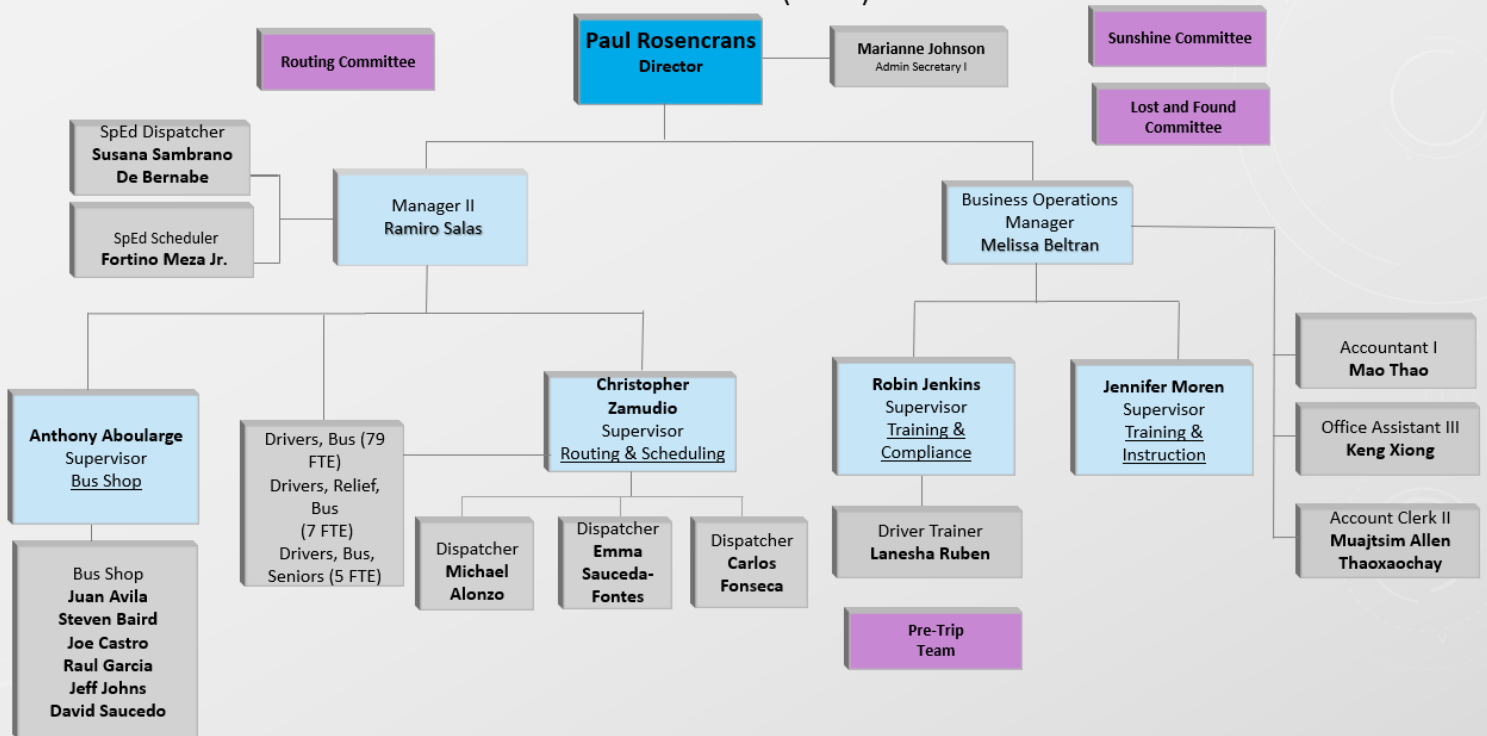 Paul Rosencrans
Director
Marianne Johnson
Admin Secretary I
Routing Committee
Sunshine Committee
Lost and Found
Committee
SpEd Dispatcher
Susana Sambrano
De Bernabe
SpEd Scheduler
Fortino Meza Jr.
Manager II
Ramiro Salas
Business Operations
Manager
Melissa Beltran
Anthony Aboularge
Supervisor
Bus Shop
Drivers, Bus (79
FTE)
Drivers, Relief,
Bus
(7 FTE)
Drivers, Bus,
Seniors (5 FTE)
Christopher
Zamudio
Supervisor
Routing & Scheduling
Robin Jenkins
Supervisor
Training &
Compliance
Jennifer Moren
Supervisor
Training &
Instruction
Accountant I
Mao Thao
Office Assistant III
Keng Xiong
Account Clerk II
Muajtsim Allen
Thaoxaochay
Bus Shop
Juan Avila
Steven Baird
Joe Castro
Raul Garcia
Jeff Johns
David Saucedo
Dispatcher
Michael
Alonzo
Dispatcher
Emma
Sauceda-
Fontes
Dispatcher
Carlos
Fonseca
Driver Trainer
Lanesha Ruben
Pre-Trip
Team